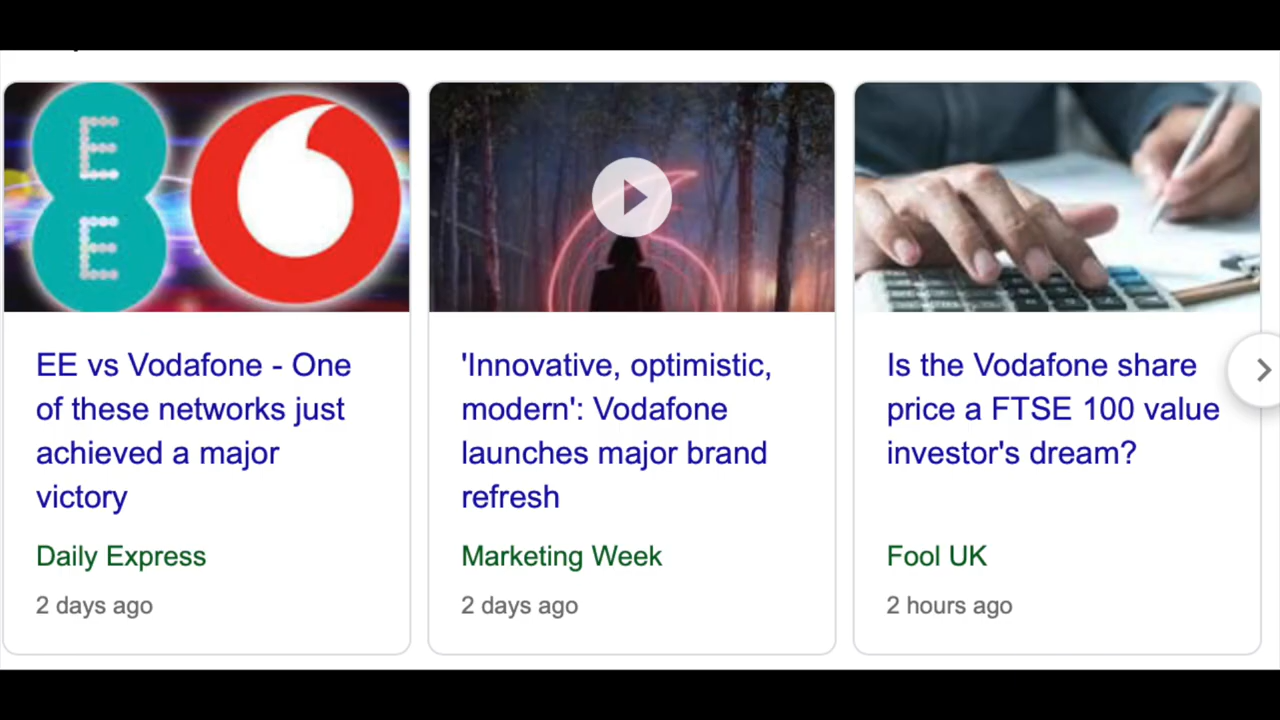 E
E
EE vs Vodafone - One
of these networks just
achieved a major
victory
Daily Express
2 days ago
'Innovative, optimistic,
modern': Vodafone
launches major brand
refresh
Marketing Week
2 days ago
Is the Vodafone share
price a FTSE 100 value
investor's dream?
Fool UK
2 hours ago